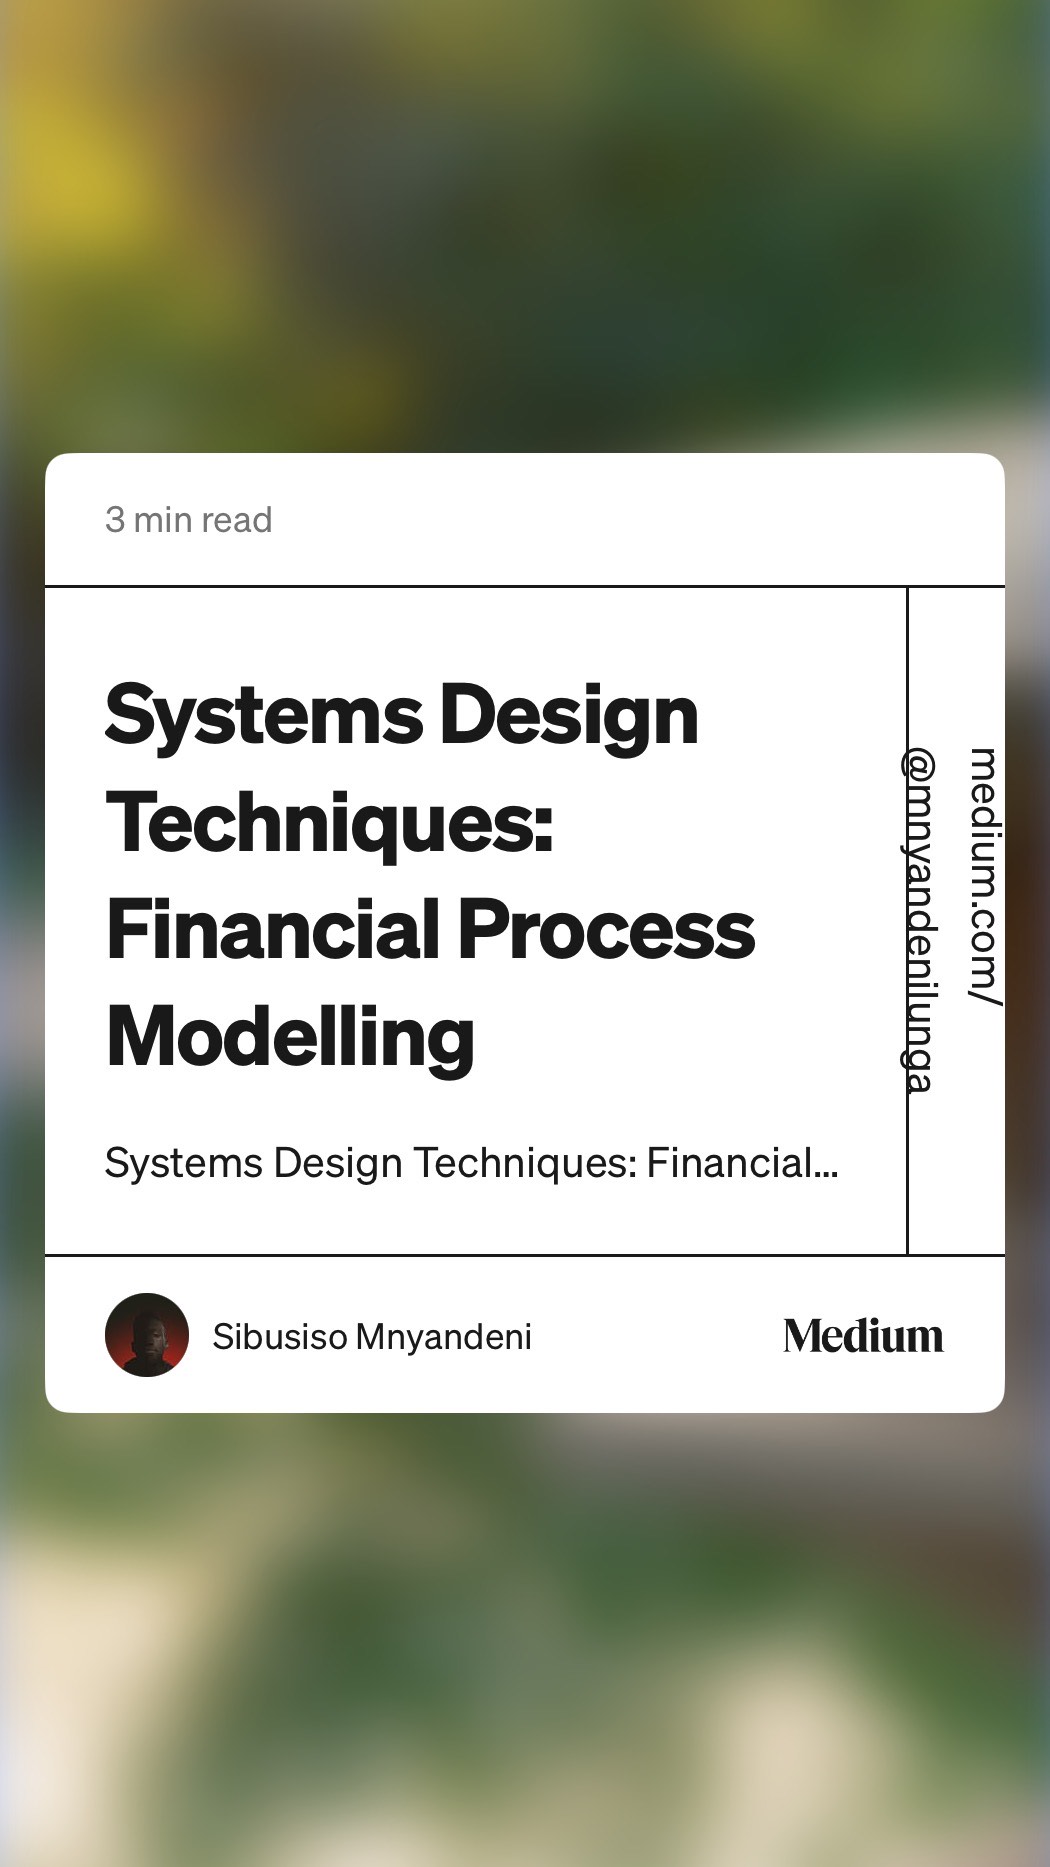 3 min read
Systems Design
Techniques:
Financial Process
Modelling
Systems Design Techniques: Financial...
medium.com/
@mnyandenilunga
Sibusiso Mnyandeni
Medium